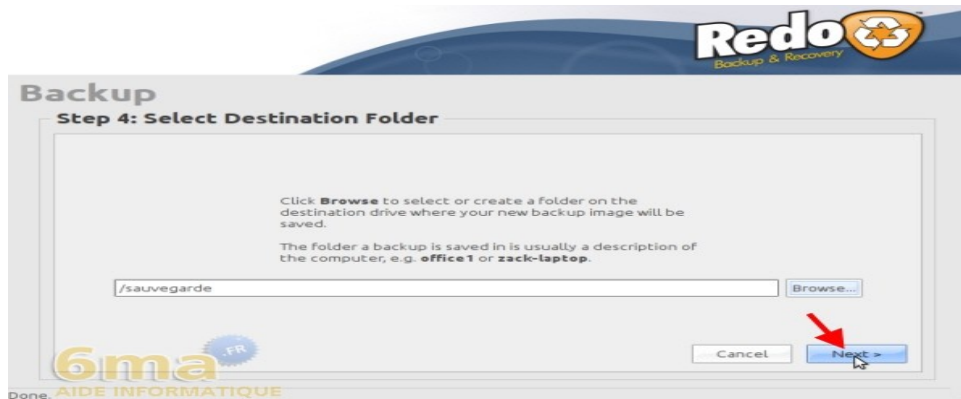 Redo
Backup & Recovery
Backup
Step 4: Select Destination Folder
Click Browse to select or create a folder on the
destination drive where your new backup image will be
saved.
The folder a backup is saved in is usually a description of
the computer, e.g. office1 or zack-laptop.
/sauvegarde
Browse...
Cancel
Next >
6ma
.FR
AIDE INFORMATIQUE
Done.